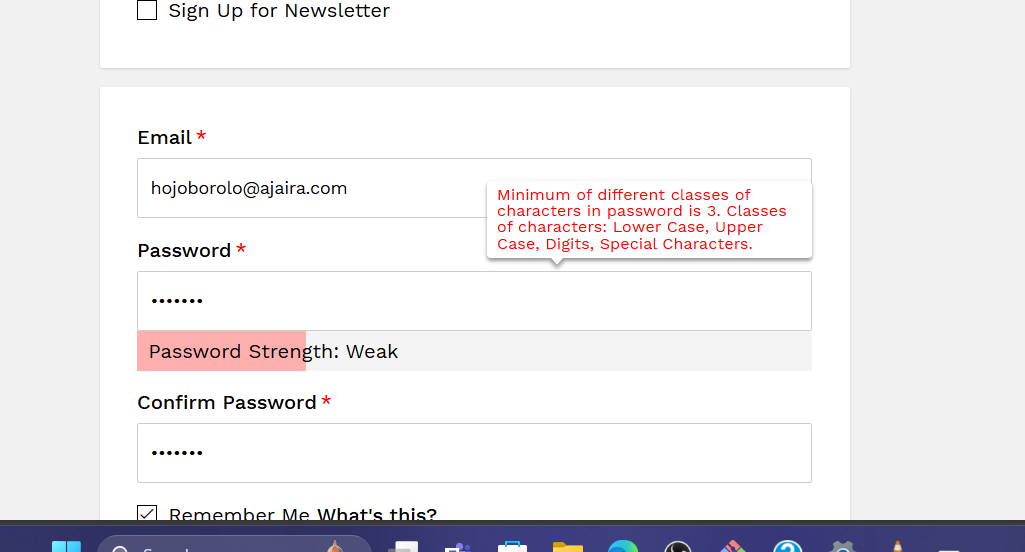 Sign Up for Newsletter
Email *
hojoborolo@ajaira.com
Minimum of different classes of
characters in password is 3. Classes
of characters: Lower Case, Upper
Case, Digits, Special Characters.
Password *
•••••••
Password Strength: Weak
Confirm Password *
•••••••
Remember Me What's this?